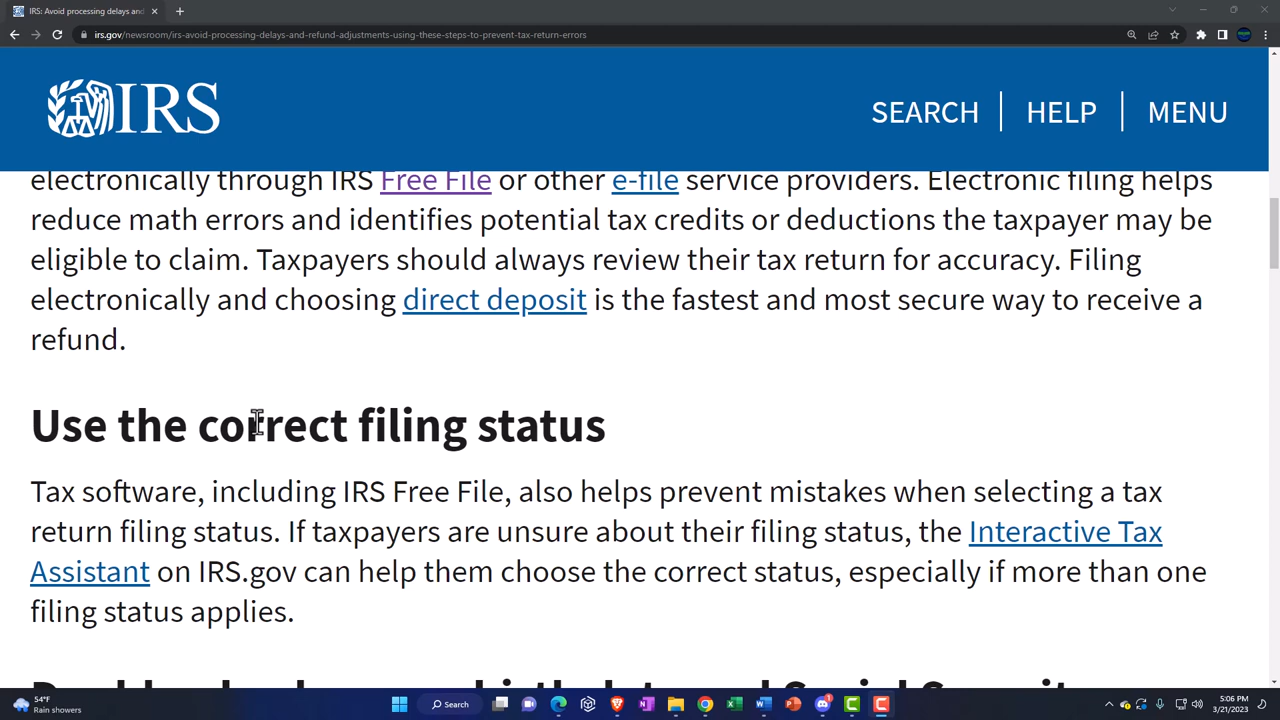 IRS: Avoid processing delays and
irs.gov/newsroom/irs-avoid-processing-delays-and-refund-adjustments-using-these-steps-to-prevent-tax-return-errors
IRS
SEARCH
HELP
MENU
electronically through IRS Free File or other e-file service providers. Electronic filing helps
reduce math errors and identifies potential tax credits or deductions the taxpayer may be
eligible to claim. Taxpayers should always review their tax return for accuracy. Filing
electronically and choosing direct deposit is the fastest and most secure way to receive a
refund.
Use the correct filing status
Tax software, including IRS Free File, also helps prevent mistakes when selecting a tax
return filing status. If taxpayers are unsure about their filing status, the Interactive Tax
Assistant on IRS.gov can help them choose the correct status, especially if more than one
filing status applies.
54°F
Rain showers
Search
5:06 PM
3/21/2023